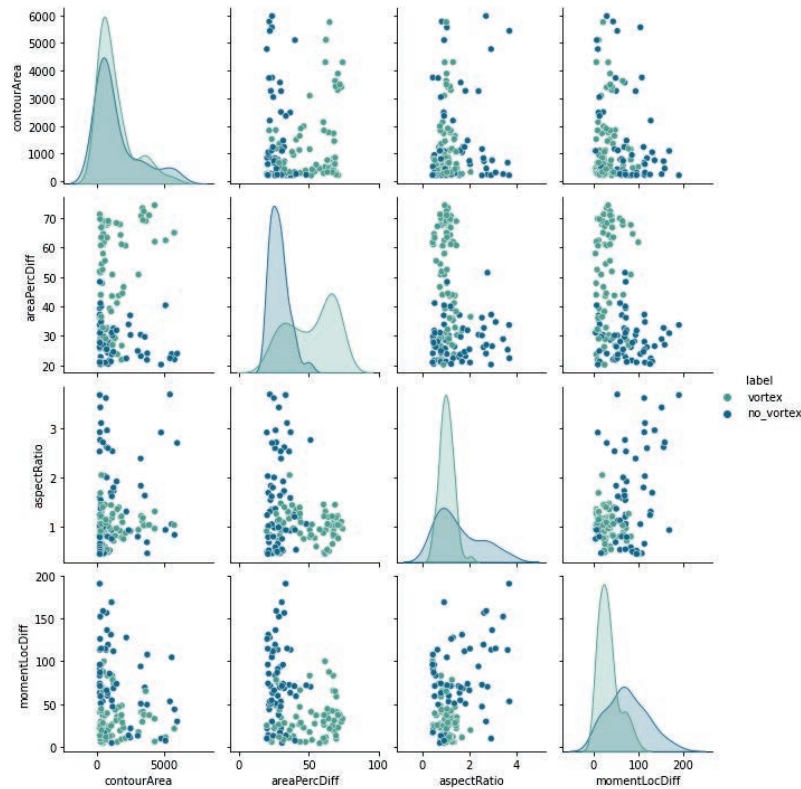 6000
5000
4000
3000
2000
1000
0
contourArea
70
60
50
40
30
20
areaPercDiff
3
2
1
aspectRatio
label
vortex
no_vortex
200
150
100
50
0
momentLocDiff
0 5000
contourArea
0 50 100
areaPercDiff
0 2 4
aspectRatio
0 100 200
momentLocDiff